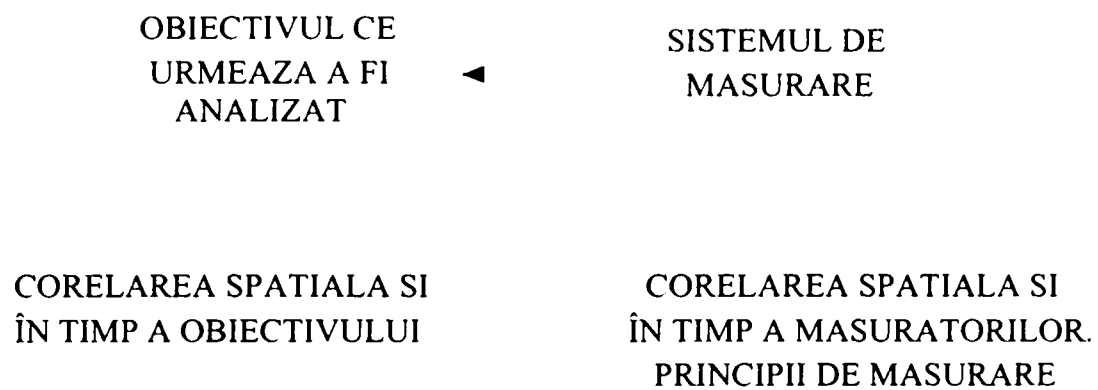 OBIECTIVUL CE
URMEAZA A FI
ANALIZAT
SISTEMUL DE
MASURARE
CORELAREA SPATIALA SI
ÎN TIMP A OBIECTIVULUI
CORELAREA SPATIALA SI
ÎN TIMP A MASURATORILOR.
PRINCIPII DE MASURARE